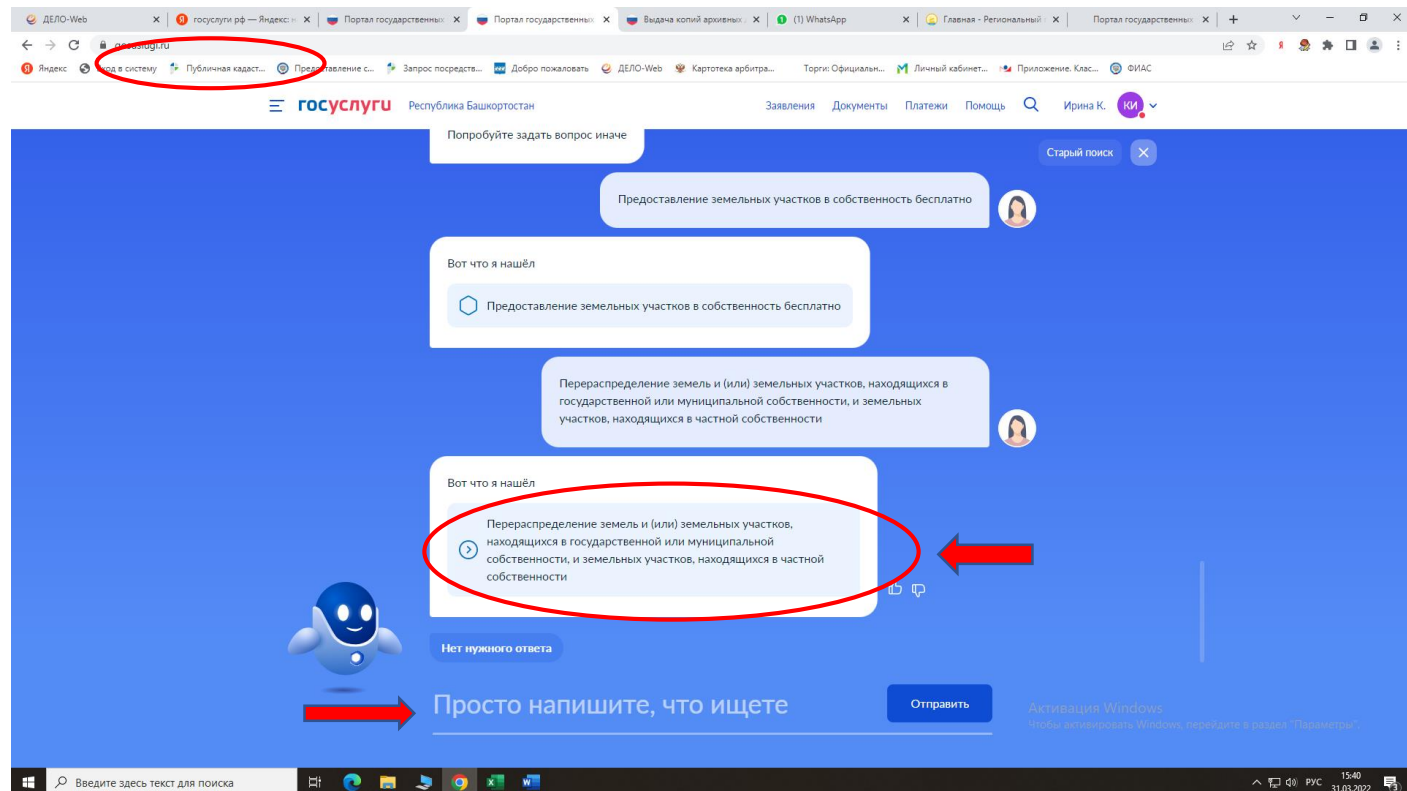 ДЕЛО-Web
госуслуги рф — Яндекс: н
Портал государственных
Портал государственных
Выдача копий архивных
(1) WhatsApp
Главная - Региональный
Портал государственных
gosuslugi.ru
Яндекс
Вход в систему
Публичная кадаст...
Предоставление с...
Запрос посредств...
Добро пожаловать
ДЕЛО-Web
Картотека арбитра...
Торги: Официальн...
Личный кабинет...
Приложение. Клас...
ФИАС
госуслуги
Республика Башкортостан
Заявления
Документы
Платежи
Помощь
Ирина К.
КИ
Попробуйте задать вопрос иначе
Старый поиск
Предоставление земельных участков в собственность бесплатно
Вот что я нашёл
Предоставление земельных участков в собственность бесплатно
Перераспределение земель и (или) земельных участков, находящихся в
государственной или муниципальной собственности, и земельных
участков, находящихся в частной собственности
Вот что я нашёл
Перераспределение земель и (или) земельных участков,
находящихся в государственной или муниципальной
собственности, и земельных участков, находящихся в частной
собственности
Нет нужного ответа
Просто напишите, что ищете
Отправить
Активация Windows
Чтобы активировать Windows, перейдите в раздел "Параметры".
Введите здесь текст для поиска
РУС
15:40
31.03.2022